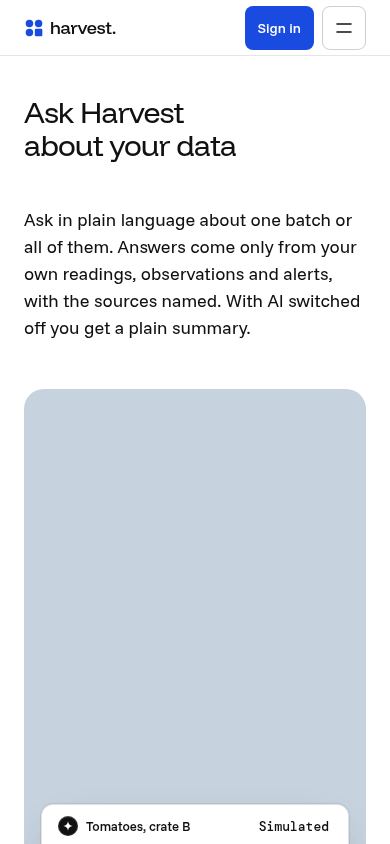 harvest.
Sign in
Ask Harvest
about your data
Ask in plain language about one batch or
all of them. Answers come only from your
own readings, observations and alerts,
with the sources named. With AI switched
off you get a plain summary.
Tomatoes, crate B
Simulated